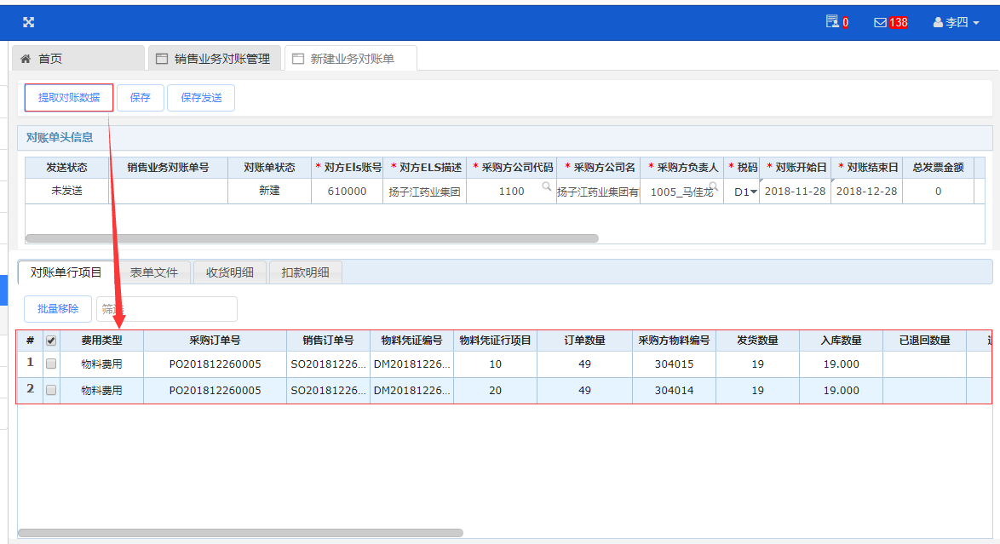 0 138 李四
首页 销售业务对账管理 新建业务对账单
提取对账数据 保存 保存发送
对账单头信息
发送状态 销售业务对账单号 对账单状态 * 对方Els账号 * 对方ELS描述 * 采购方公司代码 * 采购方公司名 * 采购方负责人 * 税码 * 对账开始日 * 对账结束日 总发票金额
未发送 新建 610000 扬子江药业集团 1100 扬子江药业集团有 1005_马佳龙 D1 2018-11-28 2018-12-28 0
对账单行项目 表单文件 收货明细 扣款明细
批量移除 筛选
# 费用类型 采购订单号 销售订单号 物料凭证编号 物料凭证行项目 订单数量 采购方物料编号 发货数量 入库数量 已退回数量
1 物料费用 PO201812260005 SO20181226... DM20181226... 10 49 304015 19 19.000
2 物料费用 PO201812260005 SO20181226... DM20181226... 20 49 304014 19 19.000